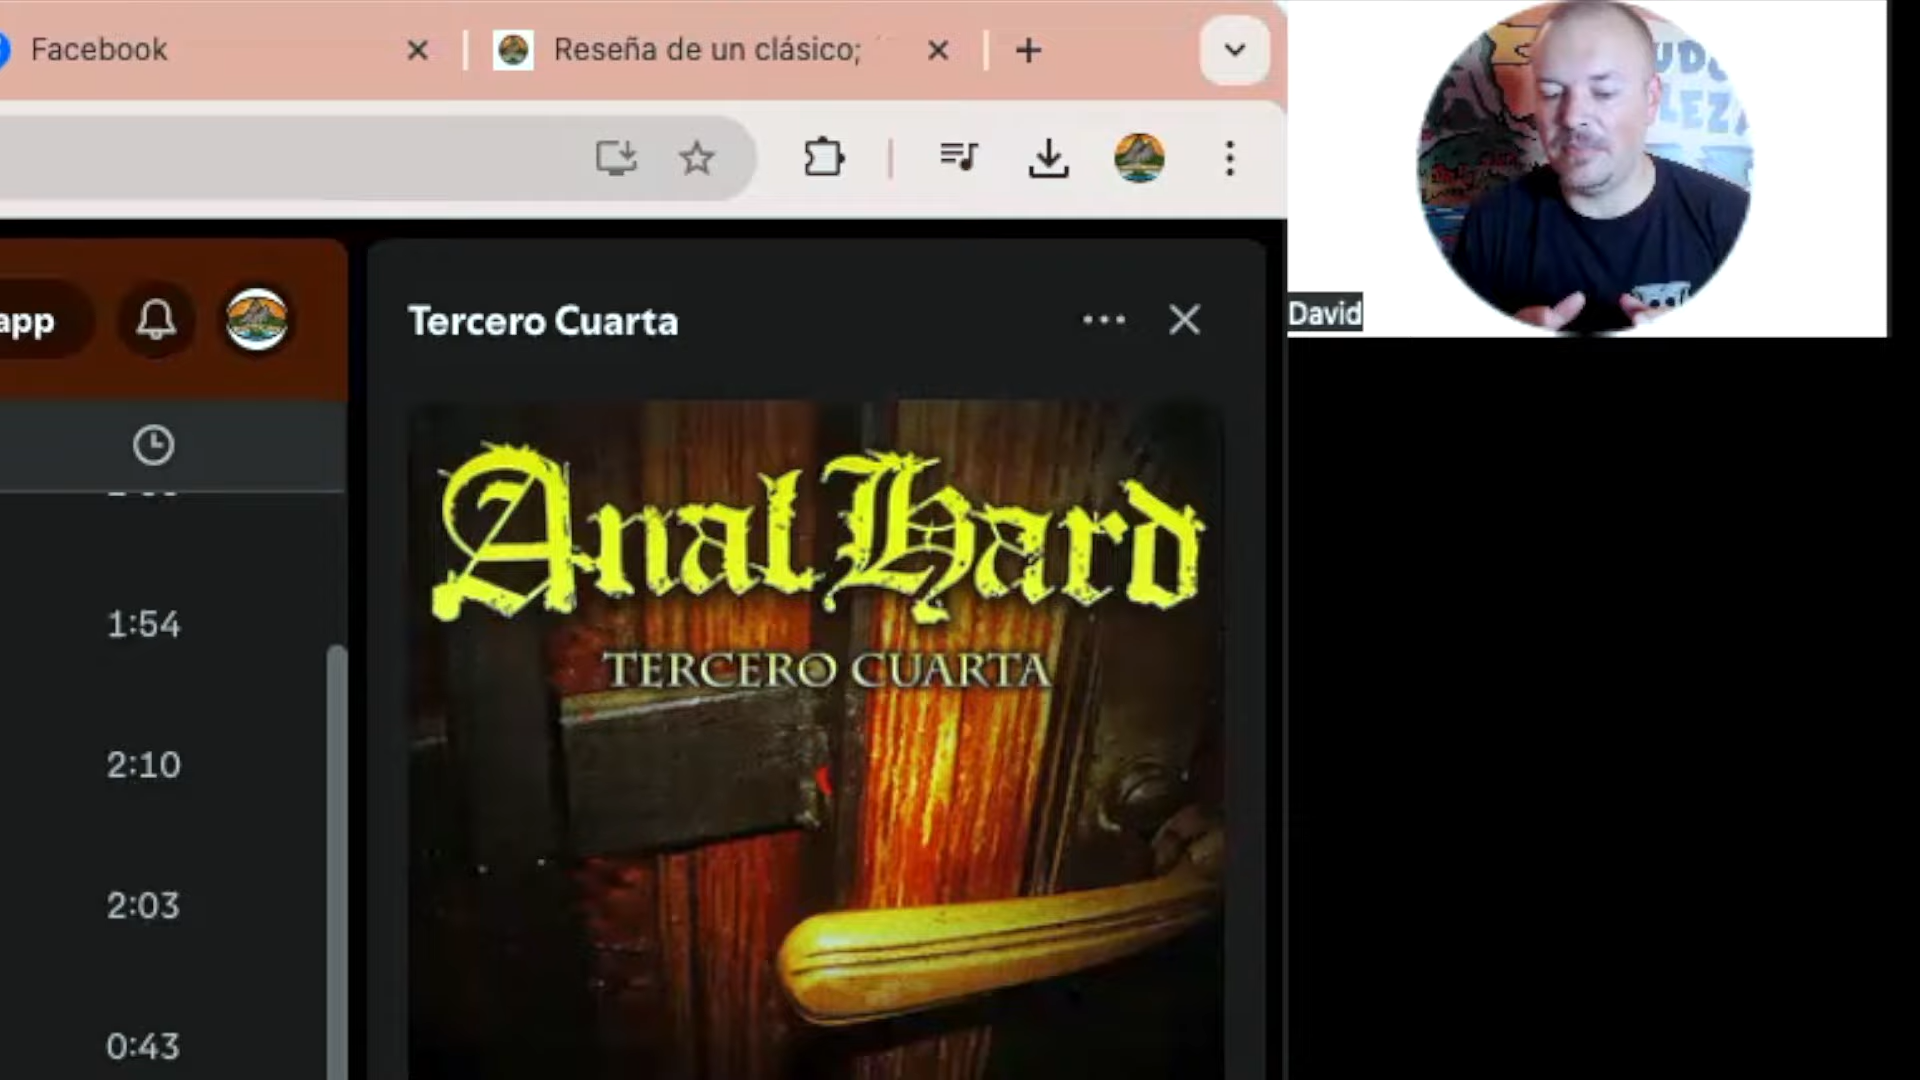 Facebook
Reseña de un clásico;
David
app
Tercero Cuarta
Anal Hard
TERCERO CUARTA
1:54
2:10
2:03
0:43